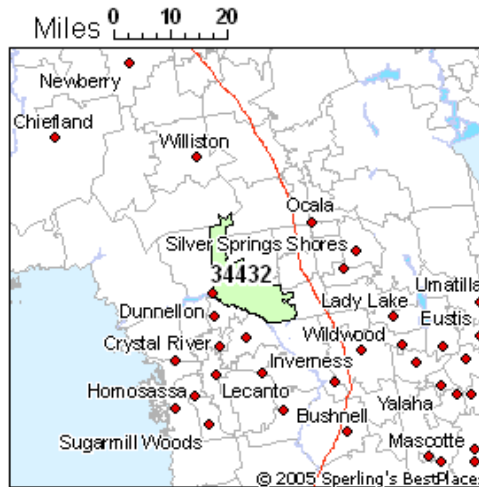 Miles 0 10 20
Newberry
Chiefland
Williston
Ocala
Silver Springs Shores
34432
Umatilla
Dunnellon
Lady Lake
Eustis
Crystal River
Wildwood
Inverness
Homosassa
Lecanto
Yalaha
Bushnell
Sugarmill Woods
Mascotte
© 2005 Sperling's BestPlaces